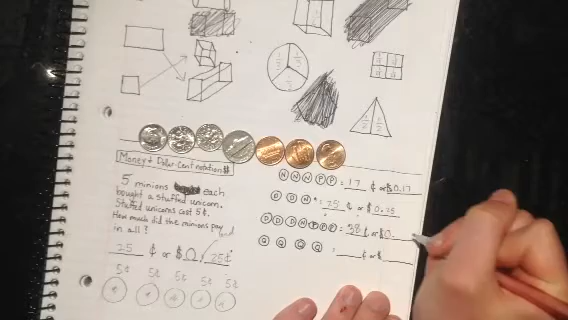 Money & Dollar-Cent notation #
5 minions each
bought a stuffed unicorn.
Stuffed unicorns cost 5¢.
How much did the minions pay
in all?
25 ¢ or $0. 25¢
5¢ 5¢ 5¢ 5¢ 5¢
N N N P P = 17 ¢ or $0.17
D D N = 25 ¢ or $0.25
D D D N P P P = 38 ¢ or $0.
Q Q Q Q = ¢ or $